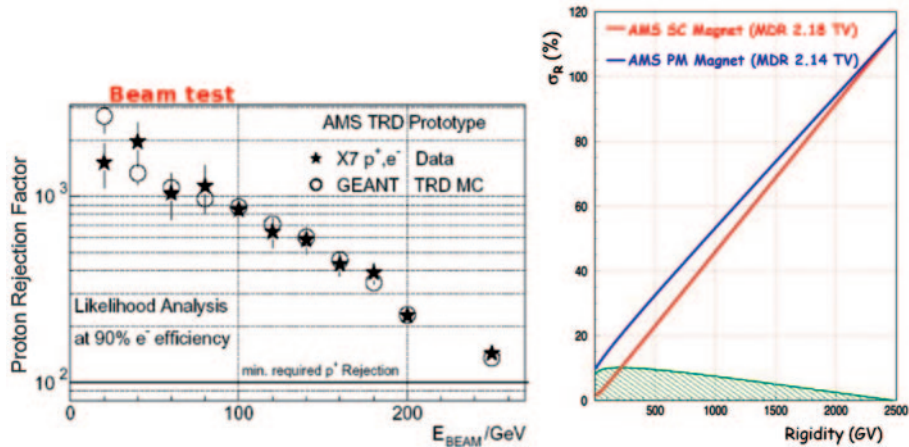 Beam test
Proton Rejection Factor
10³
10²
AMS TRD Prototype
★ X7 p⁺,e⁻ Data
○ GEANT TRD MC
Likelihood Analysis
at 90% e⁻ efficiency
min. required p⁺ Rejection
0 100 200
E_BEAM /GeV
σ_R (%)
120
100
80
60
40
20
0
AMS SC Magnet (MDR 2.18 TV)
AMS PM Magnet (MDR 2.14 TV)
500 1000 1500 2000 2500
Rigidity (GV)